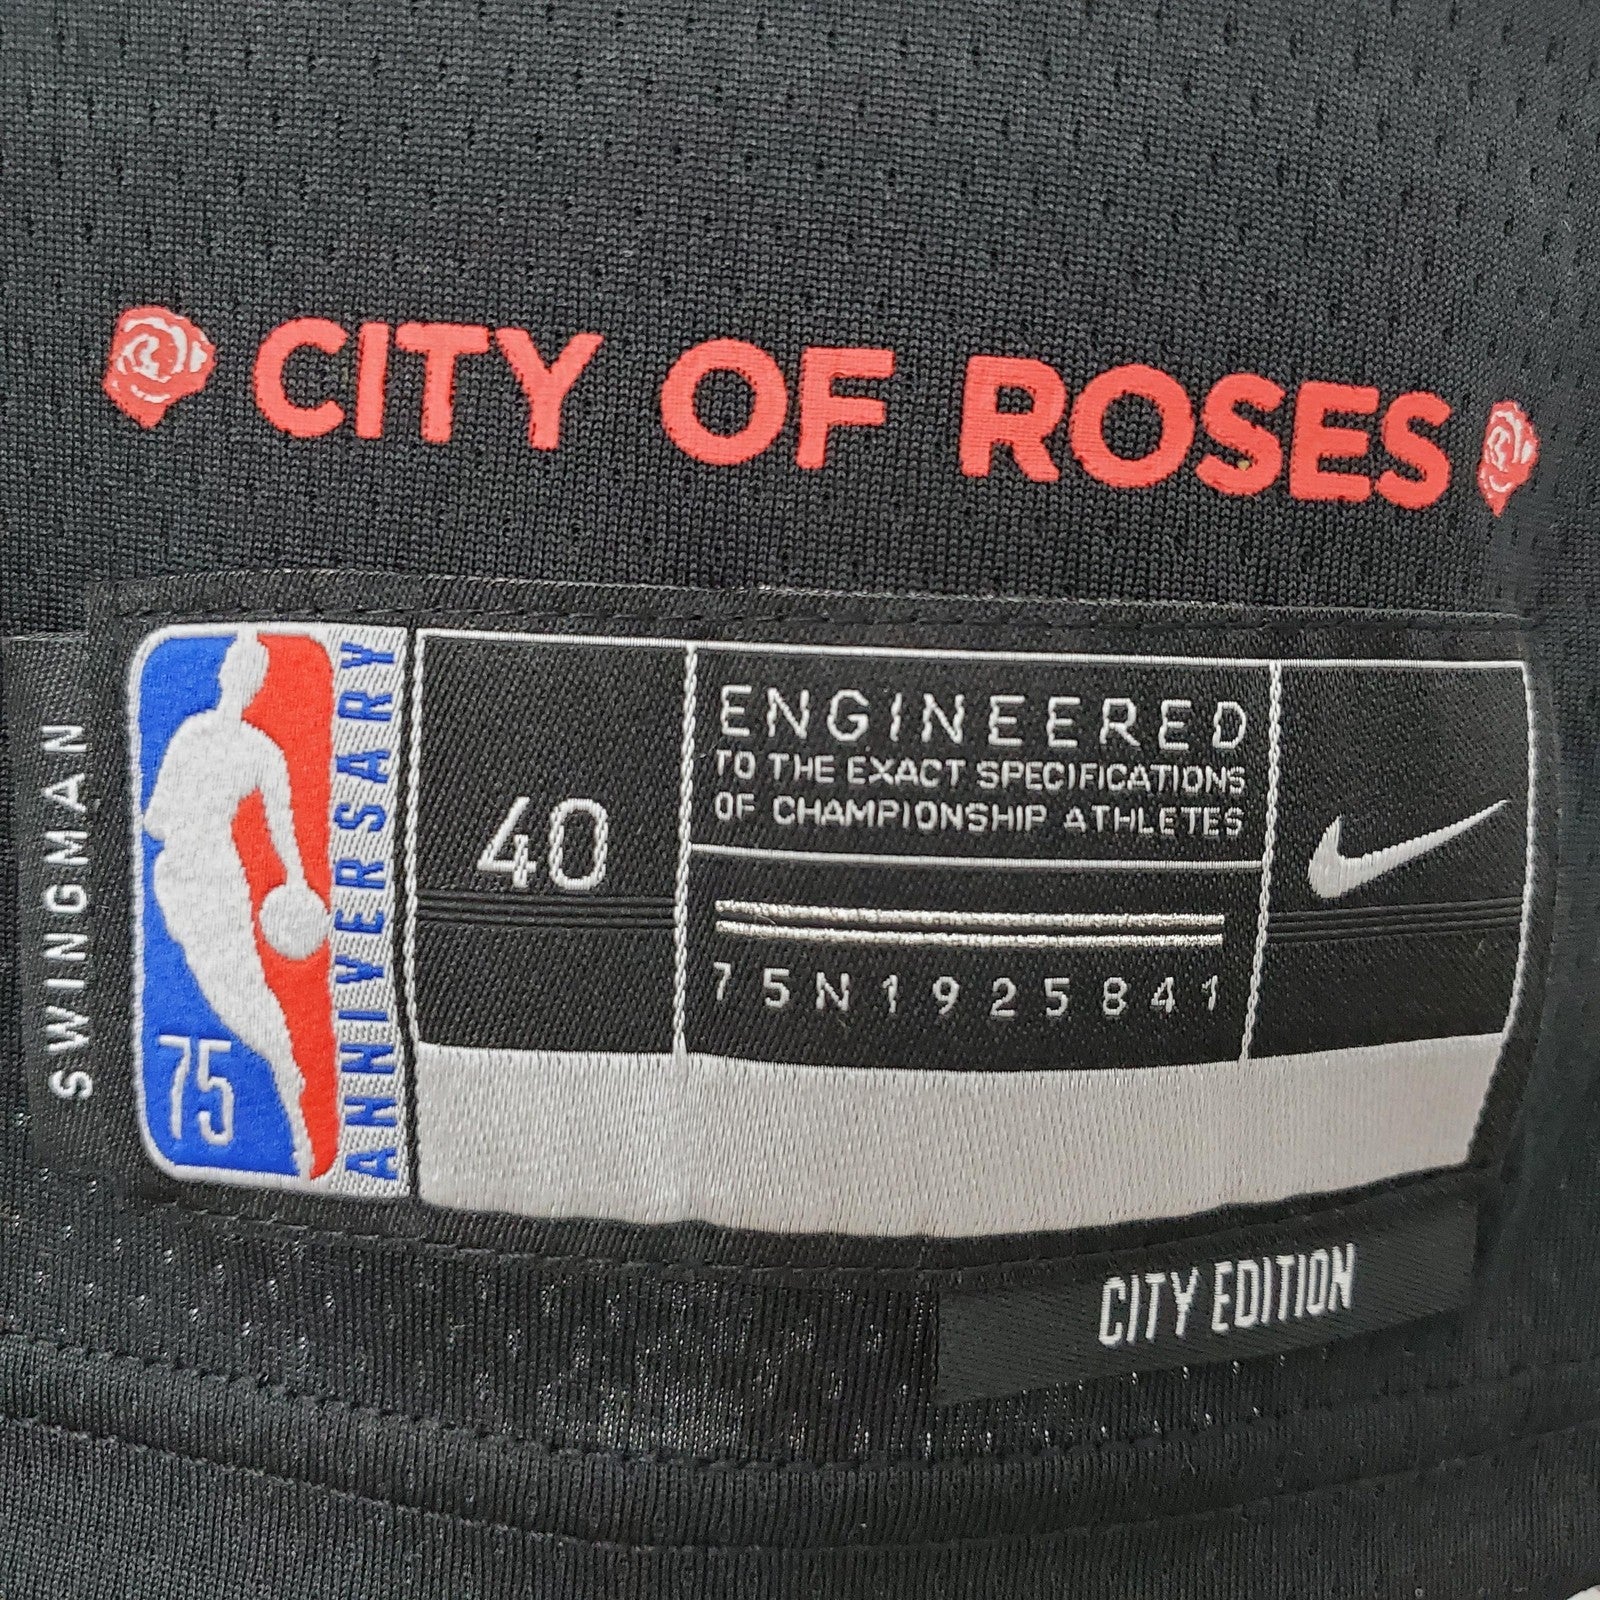 CITY OF ROSES
SWINGMAN
75
ANNIVERSARY
40
ENGINEERED
TO THE EXACT SPECIFICATIONS
OF CHAMPIONSHIP ATHLETES
75N1925841
CITY EDITION